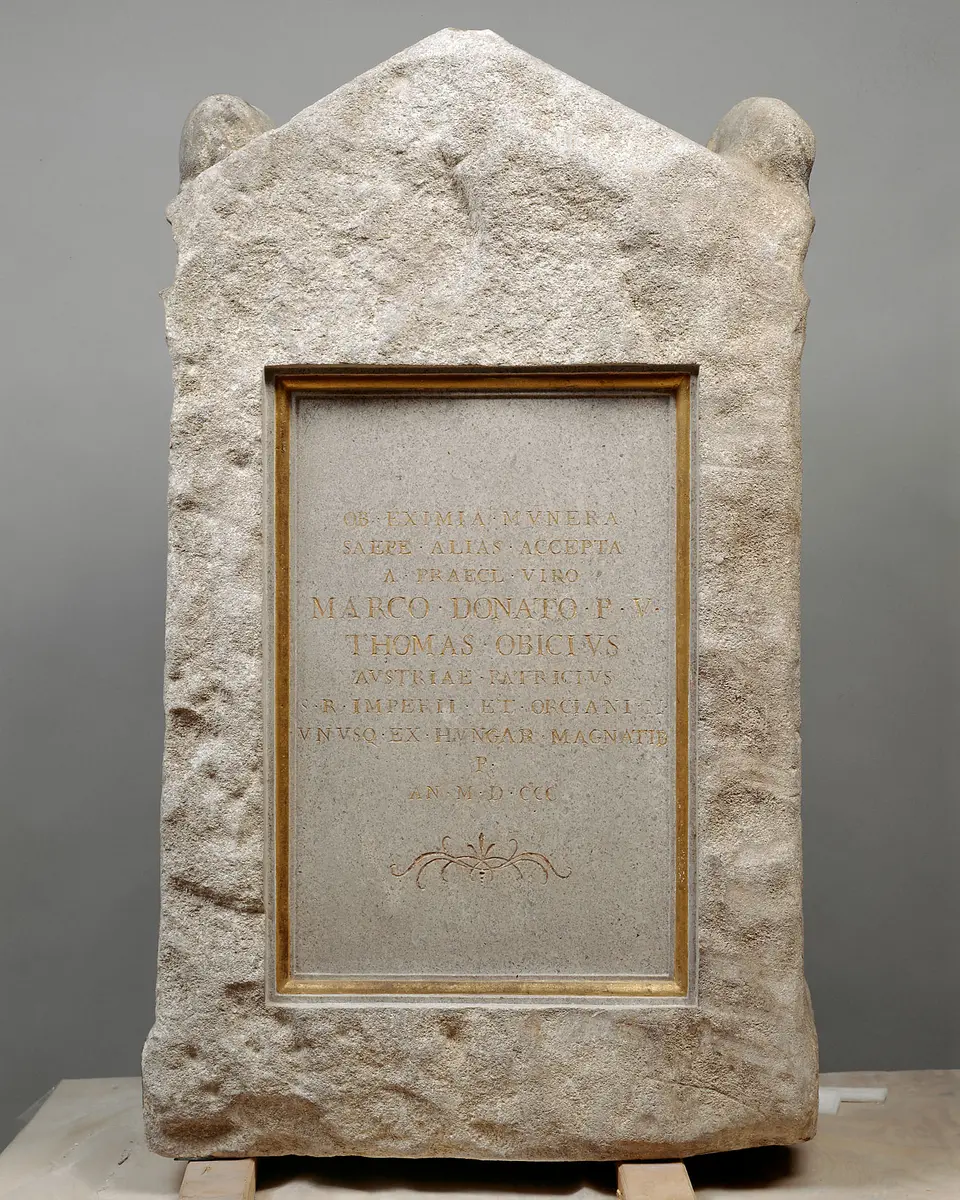 OB · EXIMIA · MVNERA
SAEPE · ALIAS · ACCEPTA
A · PRAECL · VIRO
MARCO · DONATO · F · V ·
THOMAS · OBICIVS
AVSTRIAE · PATRICIVS
S · R · IMPERII · ET · ORCIANI
VNVSQ · EX · HUNGAR · MAGNATIB
P ·
AN · M · D · CCC